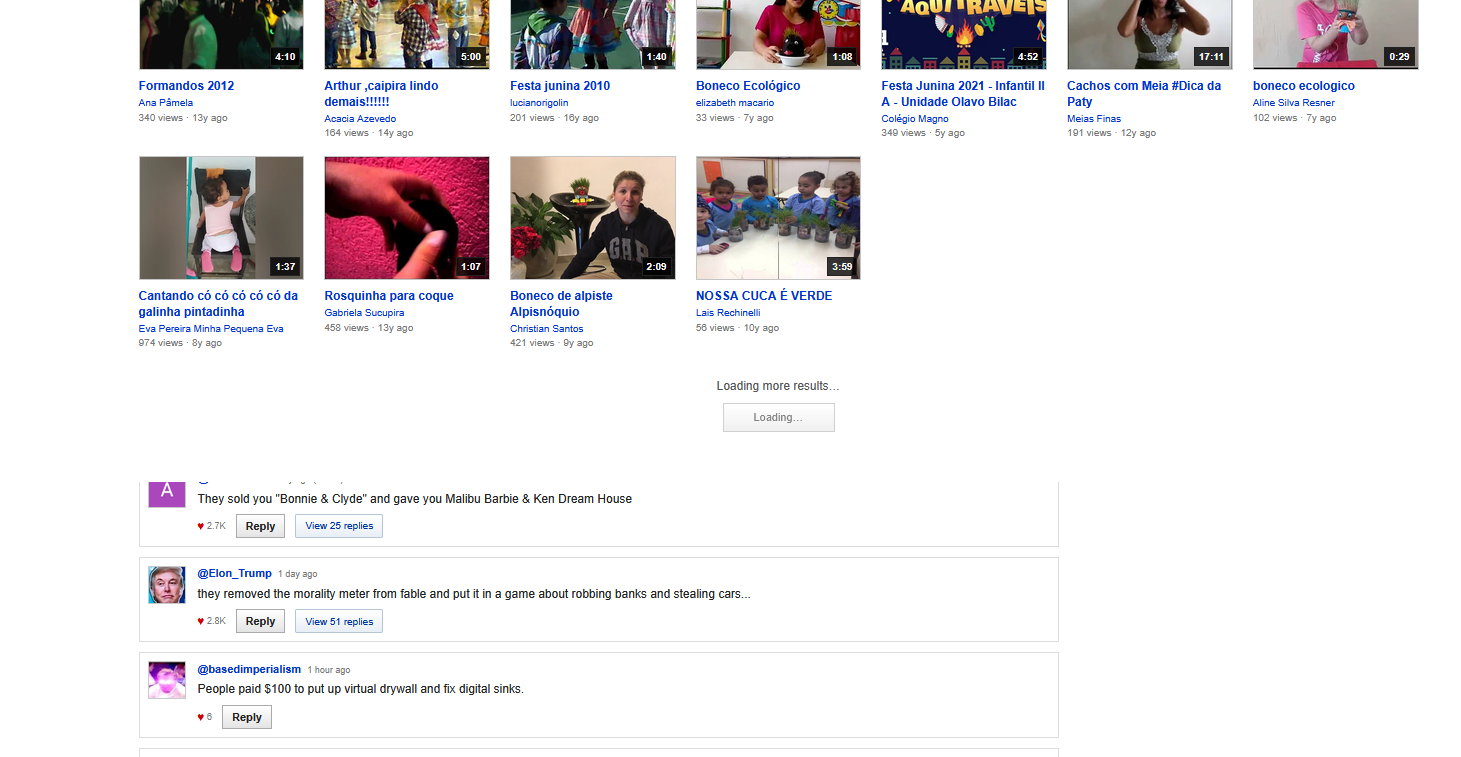 AQUI TRAVÉIS
4:10
5:00
1:40
1:08
4:52
17:11
0:29
Formandos 2012
Ana Pâmela
340 views · 13y ago
Arthur ,caipira lindo
demais!!!!!!
Acacia Azevedo
164 views · 14y ago
Festa junina 2010
lucianorigolin
201 views · 16y ago
Boneco Ecológico
elizabeth macario
33 views · 7y ago
Festa Junina 2021 - Infantil II
A - Unidade Olavo Bilac
Colégio Magno
349 views · 5y ago
Cachos com Meia #Dica da
Paty
Meias Finas
191 views · 12y ago
boneco ecologico
Aline Silva Resner
102 views · 7y ago
GAP
1:37
1:07
2:09
3:59
Cantando có có có có có da
galinha pintadinha
Eva Pereira Minha Pequena Eva
974 views · 8y ago
Rosquinha para coque
Gabriela Sucupira
458 views · 13y ago
Boneco de alpiste
Alpisnóquio
Christian Santos
421 views · 9y ago
NOSSA CUCA É VERDE
Lais Rechinelli
56 views · 10y ago
Loading more results…
Loading…
A
They sold you "Bonnie & Clyde" and gave you Malibu Barbie & Ken Dream House
♥ 2.7K Reply View 25 replies
@Elon_Trump 1 day ago
they removed the morality meter from fable and put it in a game about robbing banks and stealing cars...
♥ 2.8K Reply View 51 replies
@basedimperialism 1 hour ago
People paid $100 to put up virtual drywall and fix digital sinks.
♥ 6 Reply